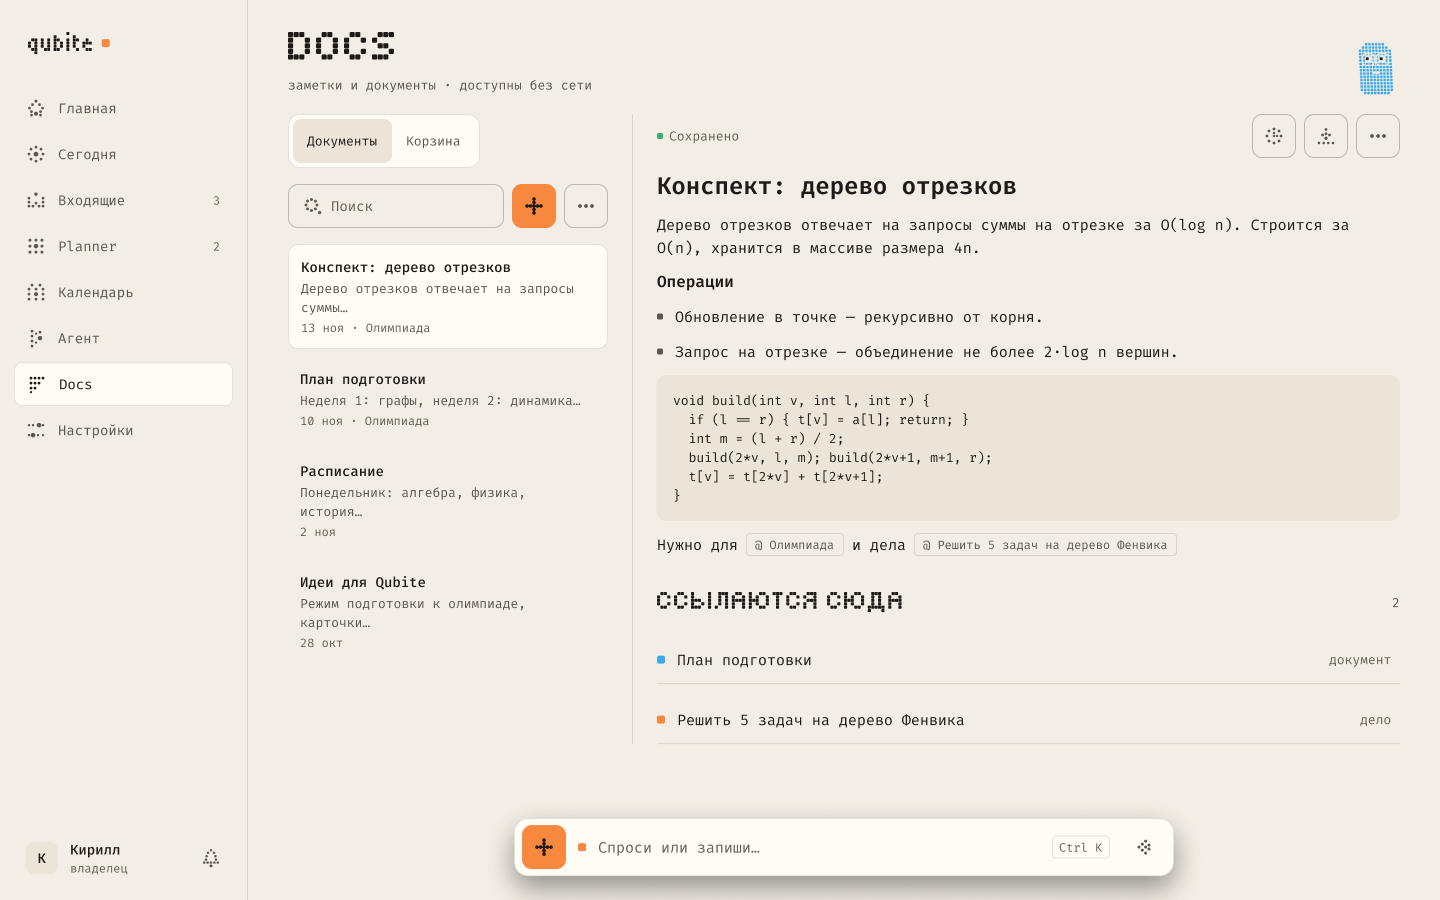 qubite
Главная
Сегодня
Входящие 3
Planner 2
Календарь
Агент
Docs
Настройки
К
Кирилл
владелец
DOCS
заметки и документы · доступны без сети
Документы Корзина
Поиск
Конспект: дерево отрезков
Дерево отрезков отвечает на запросы
суммы…
13 ноя · Олимпиада
План подготовки
Неделя 1: графы, неделя 2: динамика…
10 ноя · Олимпиада
Расписание
Понедельник: алгебра, физика,
история…
2 ноя
Идеи для Qubite
Режим подготовки к олимпиаде,
карточки…
28 окт
Сохранено
Конспект: дерево отрезков
Дерево отрезков отвечает на запросы суммы на отрезке за O(log n). Строится за
O(n), хранится в массиве размера 4n.
Операции
Обновление в точке — рекурсивно от корня.
Запрос на отрезке — объединение не более 2·log n вершин.
void build(int v, int l, int r) {
if (l == r) { t[v] = a[l]; return; }
int m = (l + r) / 2;
build(2*v, l, m); build(2*v+1, m+1, r);
t[v] = t[2*v] + t[2*v+1];
}
Нужно для @ Олимпиада и дела @ Решить 5 задач на дерево Фенвика
ССЫЛАЮТСЯ СЮДА 2
План подготовки документ
Решить 5 задач на дерево Фенвика дело
Спроси или запиши… Ctrl K